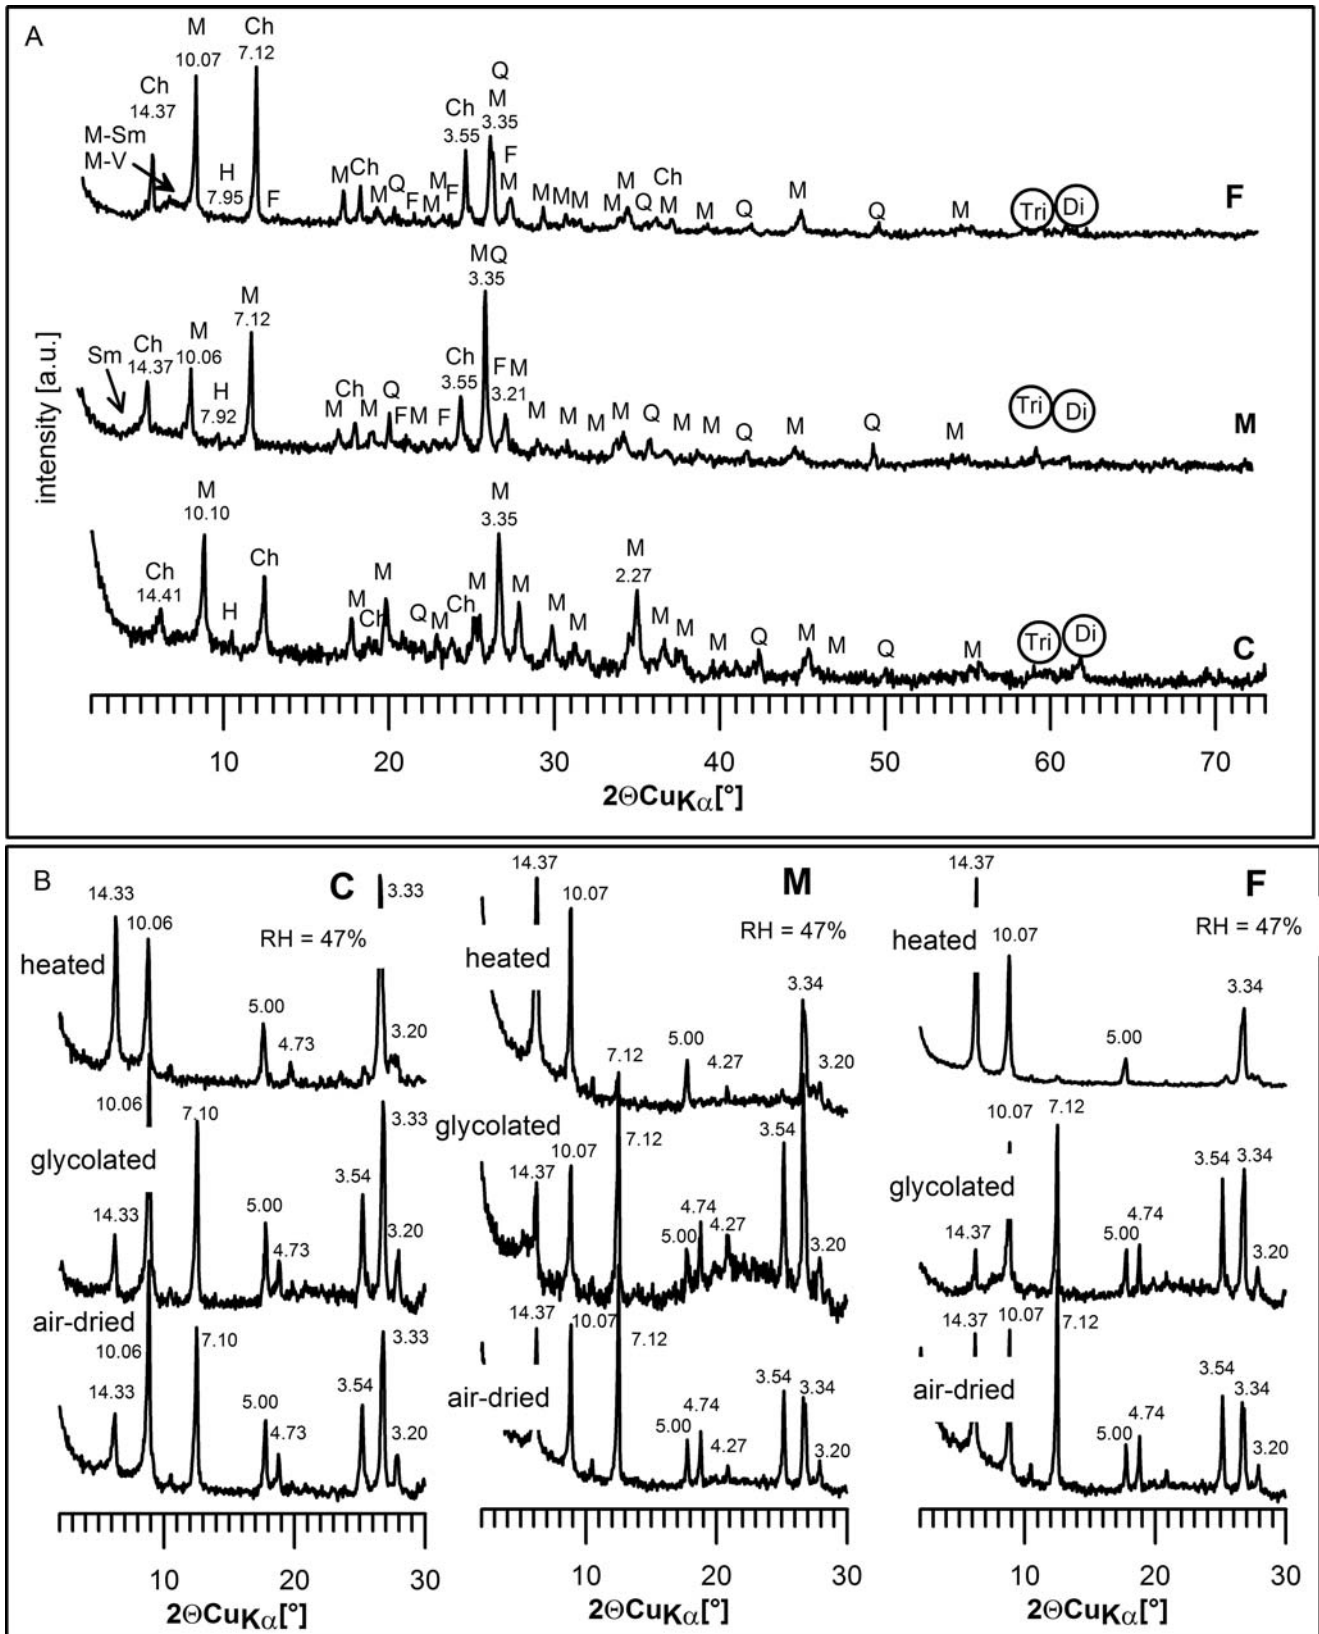 A
M
Ch
10.07
7.12
Ch
14.37
Q
M
3.35
Ch
3.55
M-Sm
M-V
H
7.95
F
M
Ch
M
Q
F
M
M
F
F
M
M
M
M
M
M
Q
Ch
M
M
Q
M
Q
M
Tri
Di
F
M Q
3.35
M
7.12
M
10.06
Ch
14.37
Sm
H
7.92
M
Ch
M
Q
F
M
F
Ch
3.55
F M
3.21
M
M
M
M
Q
M
M
Q
M
Q
M
Tri
Di
M
M
10.10
Ch
14.41
H
Ch
M
Ch
M
Q
M
Ch
M
M
3.35
M
M
M
M
2.27
M
M
M
Q
M
M
Q
M
Tri
Di
C
intensity [a.u.]
10 20 30 40 50 60 70
2ΘCuKα[°]
B
C
14.33
10.06
3.33
RH = 47%
heated
5.00
4.73
3.20
10.06
7.10
3.33
glycolated
3.54
14.33
5.00
4.73
3.20
air-dried
10.06
7.10
3.33
14.33
5.00
4.73
3.54
3.20
10 20 30
2ΘCuKα[°]
M
14.37
10.07
RH = 47%
heated
3.34
5.00
4.27
3.20
7.12
glycolated
7.12
3.54
14.37
10.07
4.74
5.00
4.27
3.20
14.37
10.07
7.12
air-dried
3.54
3.34
4.74
5.00
4.27
3.20
10 20 30
2ΘCuKα[°]
F
14.37
10.07
RH = 47%
heated
3.34
5.00
10.07
7.12
glycolated
3.54
3.34
14.37
5.00
4.74
3.20
14.37
10.07
7.12
air-dried
3.54
3.34
4.74
5.00
3.20
10 20 30
2ΘCuKα[°]